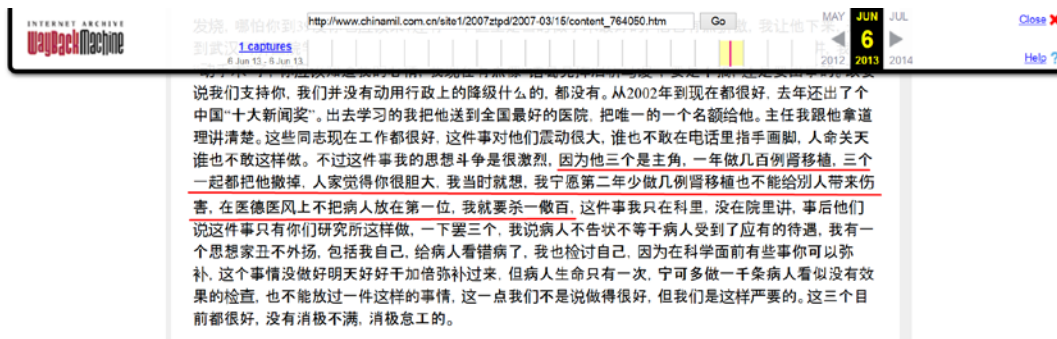 INTERNET ARCHIVE
WayBackMachine
http://www.chinamil.com.cn/site1/2007ztpd/2007-03/15/content_764050.htm
Go
1 captures
6 Jun 13 - 6 Jun 13
MAY JUN JUL
6
2012 2013 2014
Close
Help ?
说我们支持你, 我们并没有动用行政上的降级什么的, 都没有。从2002年到现在都很好, 去年还出了个
中国“十大新闻奖”。出去学习的我把他送到全国最好的医院, 把唯一的一个名额给他。主任我跟他拿道
理讲清楚。这些同志现在工作都很好, 这件事对他们震动很大, 谁也不敢在电话里指手画脚, 人命关天
谁也不敢这样做。不过这件事我的思想斗争是很激烈, 因为他三个是主角, 一年做几百例肾移植, 三个
一起都把他撤掉, 人家觉得你很胆大, 我当时就想, 我宁愿第二年少做几例肾移植也不能给别人带来伤
害, 在医德医风上不把病人放在第一位, 我就要杀一儆百, 这件事我只在科里, 没在院里讲, 事后他们
说这件事只有你们研究所这样做, 一下罢三个, 我说病人不告状不等于病人受到了应有的待遇, 我有一
个思想家丑不外扬, 包括我自己, 给病人看错病了, 我也检讨自己, 因为在科学面前有些事你可以弥
补, 这个事情没做好明天好好干加倍弥补过来, 但病人生命只有一次, 宁可多做一千条病人看似没有效
果的检查, 也不能放过一件这样的事情, 这一点我们不是说做得很好, 但我们是这样严要的。这三个目
前都很好, 没有消极不满, 消极怠工的。